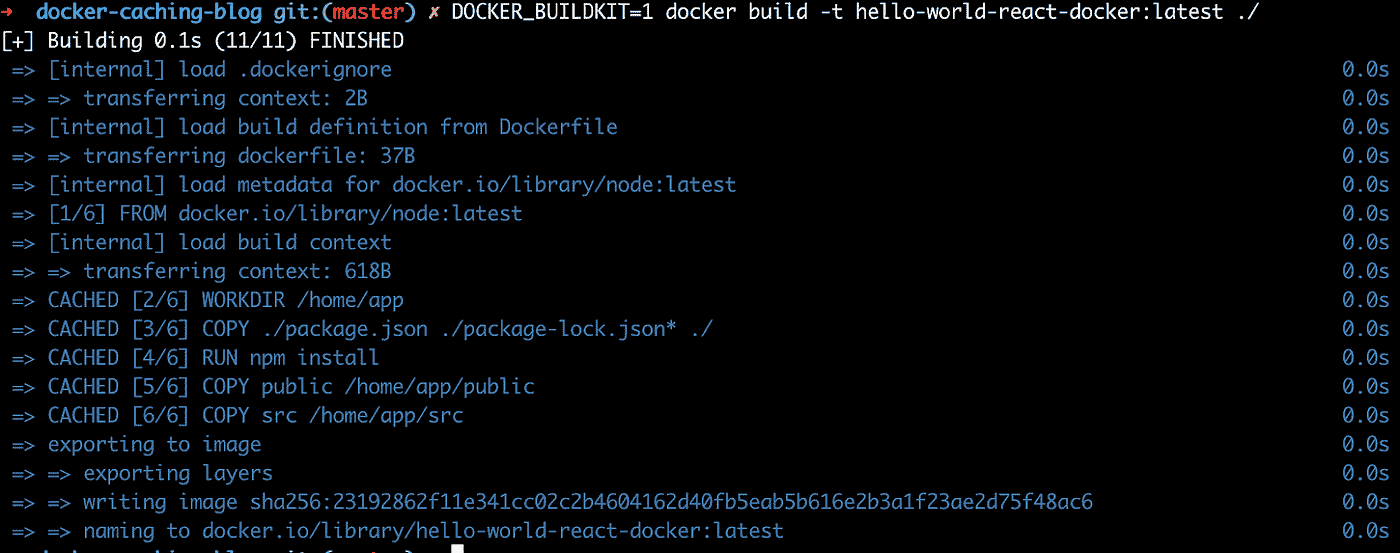 ➜ docker-caching-blog git:(master) ✗ DOCKER_BUILDKIT=1 docker build -t hello-world-react-docker:latest ./
[+] Building 0.1s (11/11) FINISHED
=> [internal] load .dockerignore 0.0s
=> => transferring context: 2B 0.0s
=> [internal] load build definition from Dockerfile 0.0s
=> => transferring dockerfile: 37B 0.0s
=> [internal] load metadata for docker.io/library/node:latest 0.0s
=> [1/6] FROM docker.io/library/node:latest 0.0s
=> [internal] load build context 0.0s
=> => transferring context: 618B 0.0s
=> CACHED [2/6] WORKDIR /home/app 0.0s
=> CACHED [3/6] COPY ./package.json ./package-lock.json* ./ 0.0s
=> CACHED [4/6] RUN npm install 0.0s
=> CACHED [5/6] COPY public /home/app/public 0.0s
=> CACHED [6/6] COPY src /home/app/src 0.0s
=> exporting to image 0.0s
=> => exporting layers 0.0s
=> => writing image sha256:23192862f11e341cc02c2b4604162d40fb5eab5b616e2b3a1f23ae2d75f48ac6 0.0s
=> => naming to docker.io/library/hello-world-react-docker:latest 0.0s